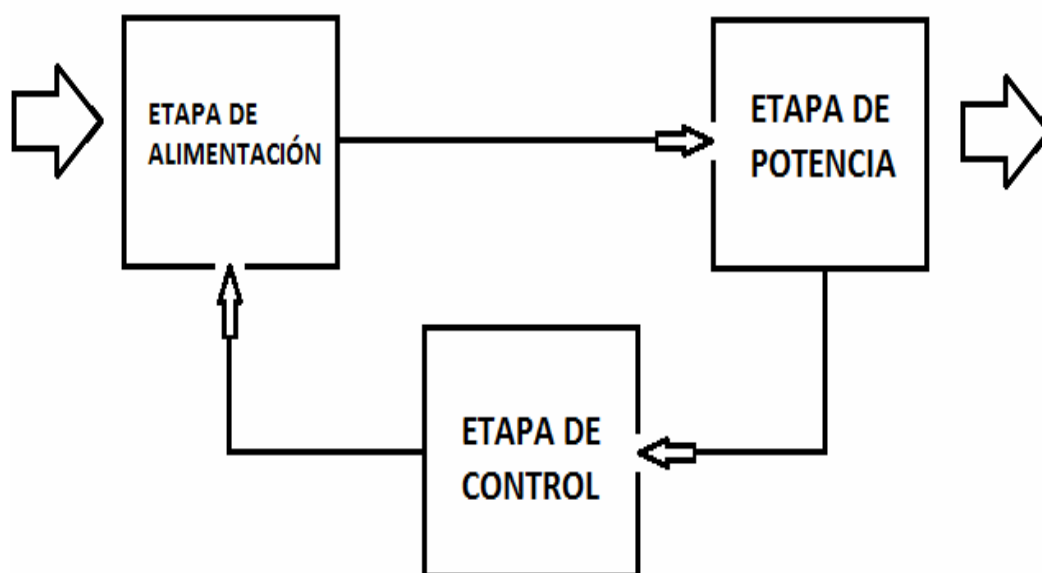 ETAPA DE
ALIMENTACIÓN
ETAPA DE
POTENCIA
ETAPA DE
CONTROL